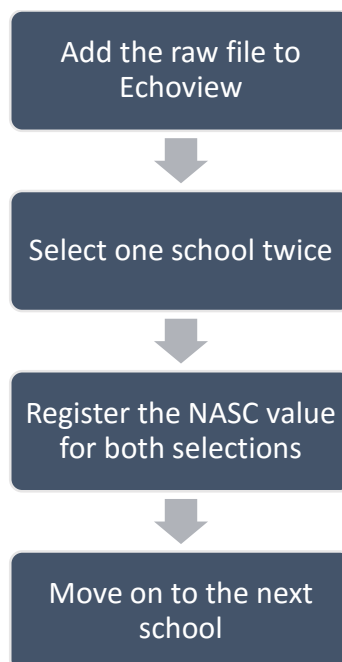 Add the raw file to
Echoview
Select one school twice
Register the NASC value
for both selections
Move on to the next
school